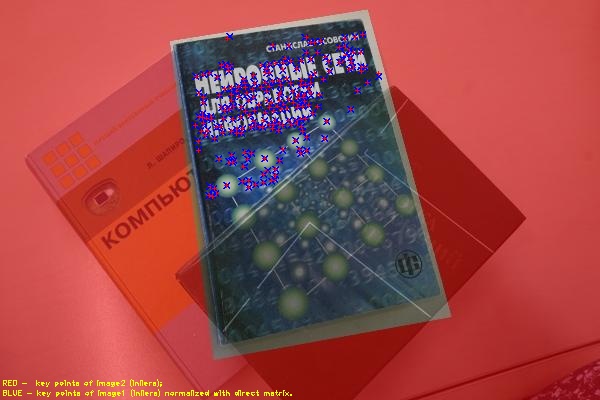 СТАНИСЛАВ ОСОВСКИЙ
НЕЙРОННЫЕ СЕТИ
ДЛЯ ОБРАБОТКИ
ИНФОРМАЦИИ
Л. ШАПИРО
КОМПЬЮТ
RED - key points of image2 (inliers);
BLUE - key points of image1 (inliers) normalized with direct matrix.